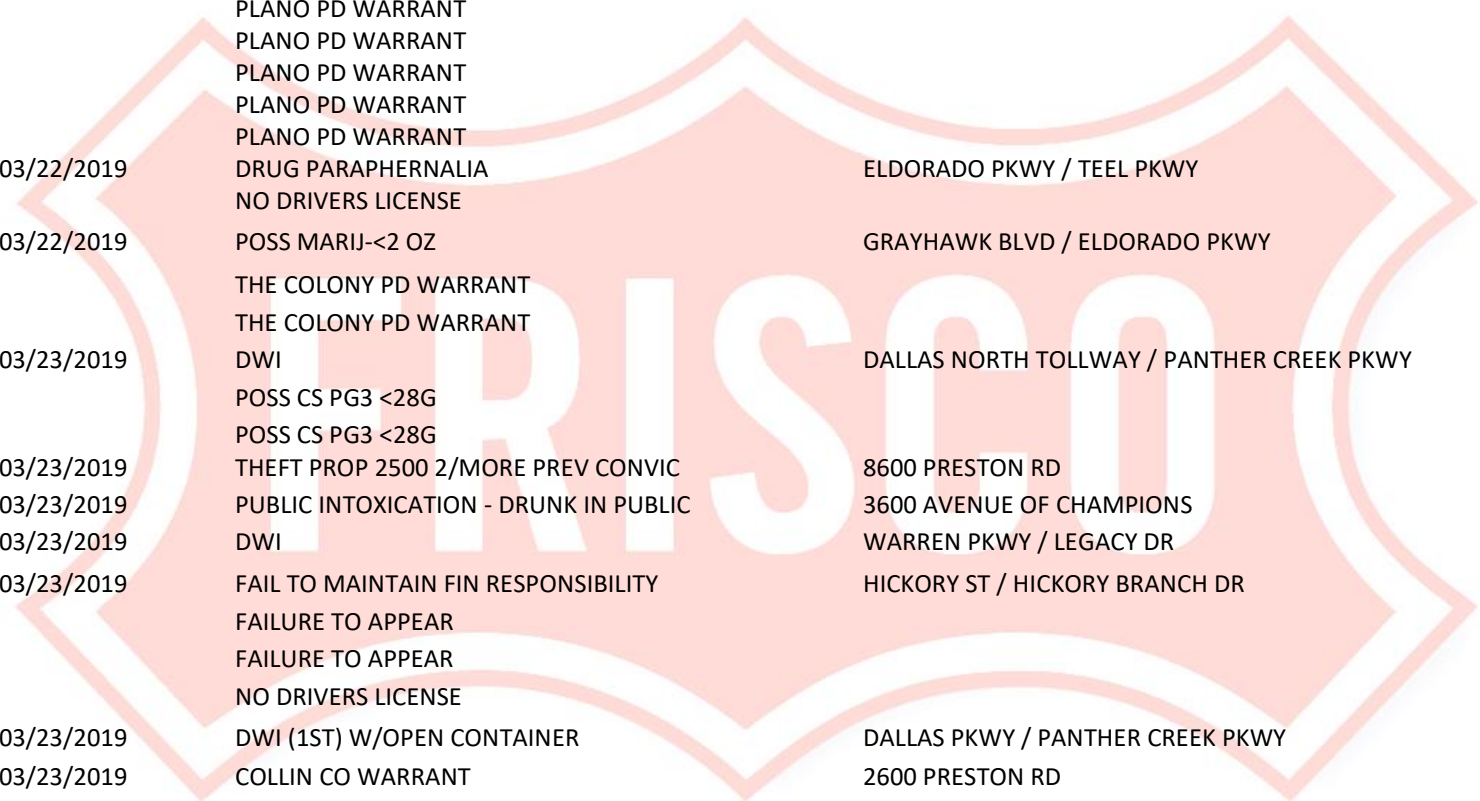 PLANO PD WARRANT
PLANO PD WARRANT
PLANO PD WARRANT
PLANO PD WARRANT
PLANO PD WARRANT
03/22/2019 DRUG PARAPHERNALIA ELDORADO PKWY / TEEL PKWY
NO DRIVERS LICENSE
03/22/2019 POSS MARIJ-<2 OZ GRAYHAWK BLVD / ELDORADO PKWY
THE COLONY PD WARRANT
THE COLONY PD WARRANT
03/23/2019 DWI DALLAS NORTH TOLLWAY / PANTHER CREEK PKWY
POSS CS PG3 <28G
POSS CS PG3 <28G
03/23/2019 THEFT PROP 2500 2/MORE PREV CONVIC 8600 PRESTON RD
03/23/2019 PUBLIC INTOXICATION - DRUNK IN PUBLIC 3600 AVENUE OF CHAMPIONS
03/23/2019 DWI WARREN PKWY / LEGACY DR
03/23/2019 FAIL TO MAINTAIN FIN RESPONSIBILITY HICKORY ST / HICKORY BRANCH DR
FAILURE TO APPEAR
FAILURE TO APPEAR
NO DRIVERS LICENSE
03/23/2019 DWI (1ST) W/OPEN CONTAINER DALLAS PKWY / PANTHER CREEK PKWY
03/23/2019 COLLIN CO WARRANT 2600 PRESTON RD
FRISCO